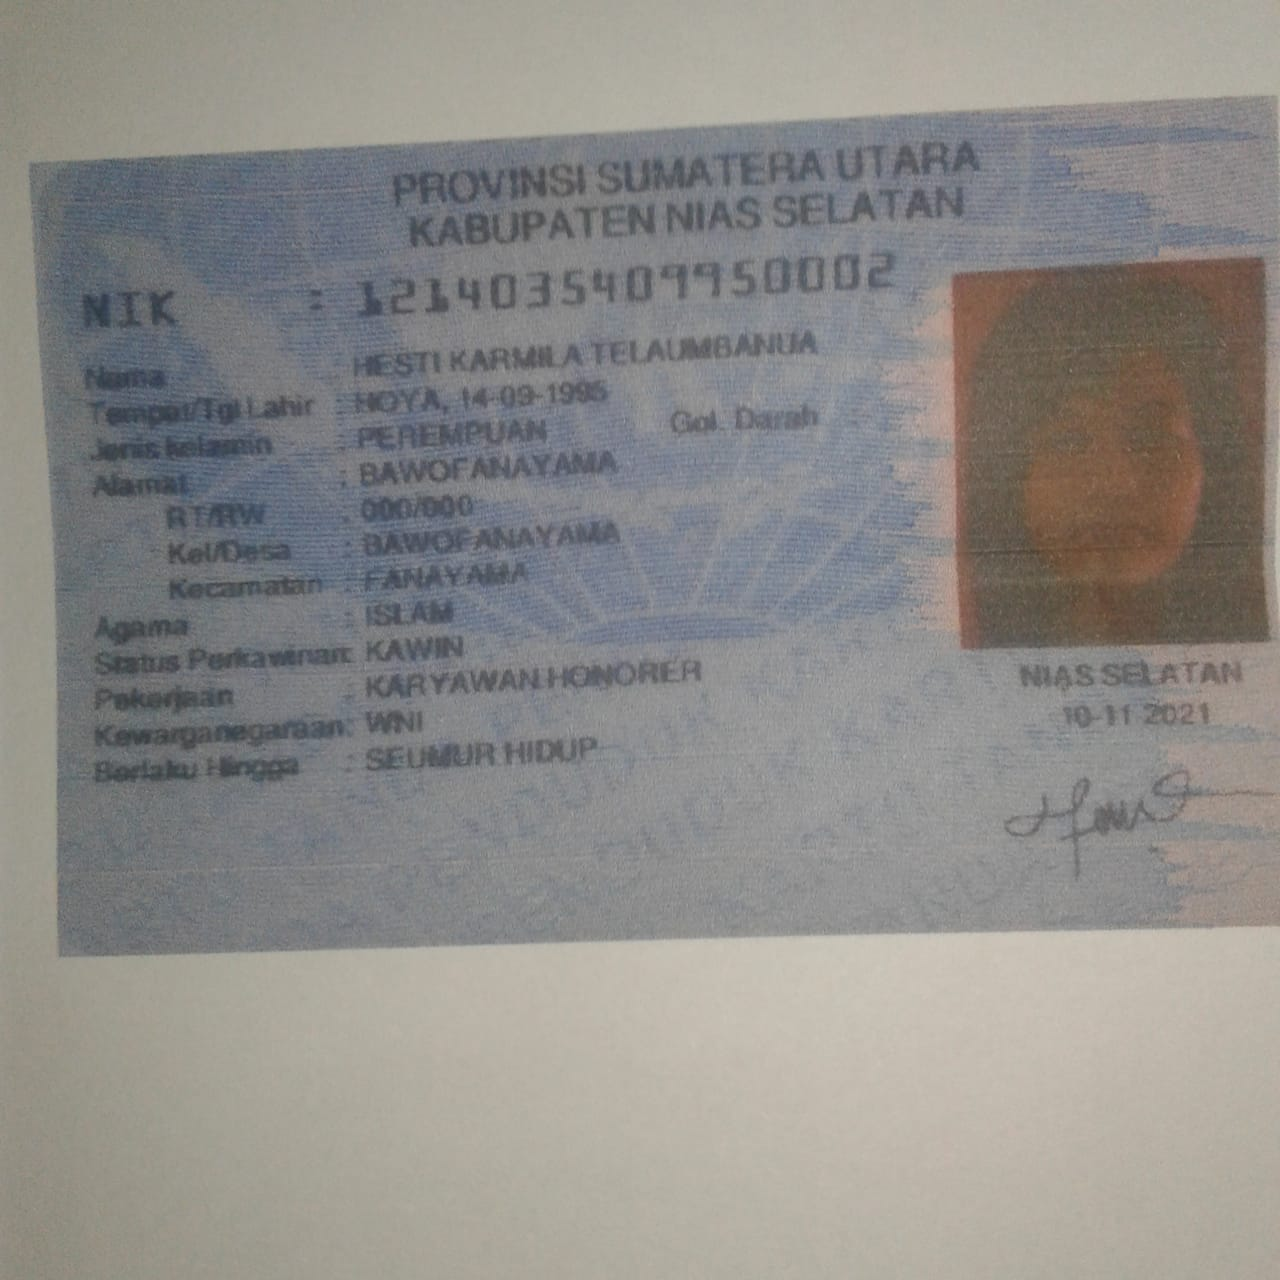 PROVINSI SUMATERA UTARA
KABUPATEN NIAS SELATAN
NIK : 1214035409950002
Nama HESTI KARMILA TELAUMBANUA
Tempat/Tgl Lahir : HOYA, 14-09-1995
Jenis kelamin : PEREMPUAN Gol. Darah :
Alamat : BAWOFANAYAMA
RT/RW : 000/000
Kel/Desa : BAWOFANAYAMA
Kecamatan : FANAYAMA
Agama : ISLAM
Status Perkawinan: KAWIN
Pekerjaan : KARYAWAN HONORER
Kewarganegaraan: WNI
Berlaku Hingga : SEUMUR HIDUP
NIAS SELATAN
10-11-2021